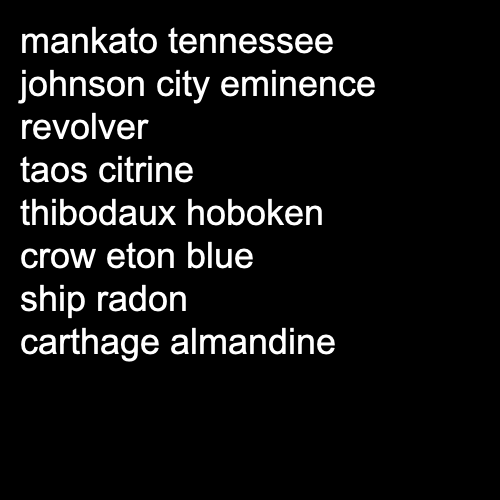 mankato tennessee
johnson city eminence
revolver
taos citrine
thibodaux hoboken
crow eton blue
ship radon
carthage almandine